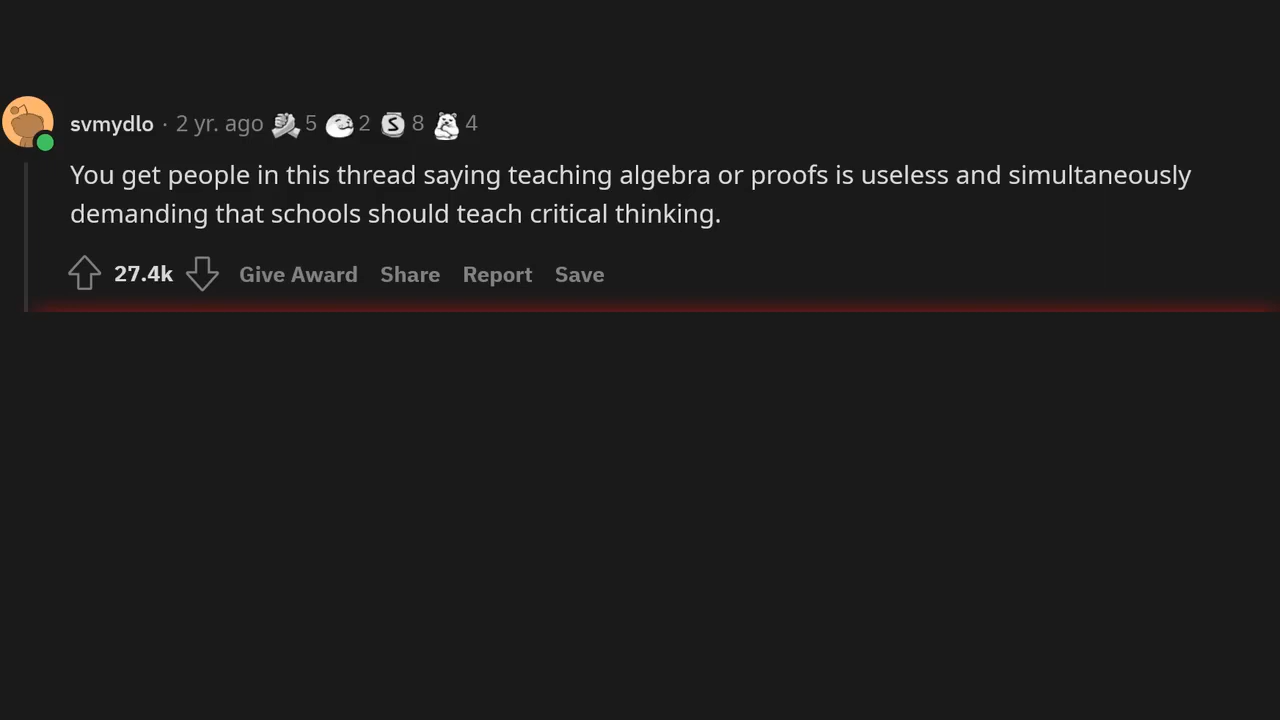 svmydlo · 2 yr. ago 5 2 S 8 4
You get people in this thread saying teaching algebra or proofs is useless and simultaneously
demanding that schools should teach critical thinking.
27.4k Give Award Share Report Save